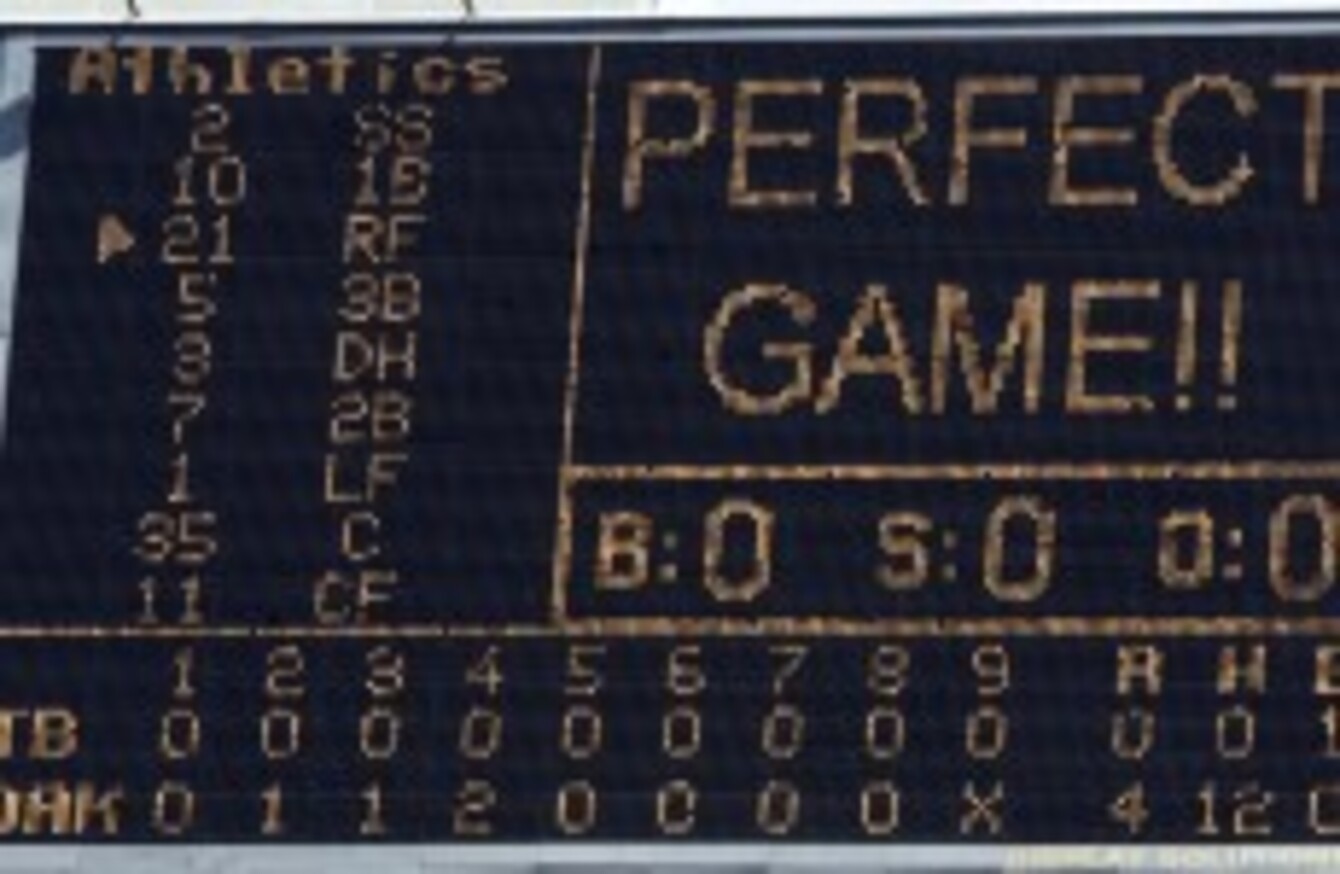 Athletics
2 SS
10 1B
21 RF
5 3B
3 DH
7 2B
1 LF
35 C
11 CF
PERFECT
GAME!!
B:0 S:0 O:0
1 2 3 4 5 6 7 8 9 R H E
TB 0 0 0 0 0 0 0 0 0 0 0 1
OAK 0 1 1 2 0 0 0 0 X 4 12 0